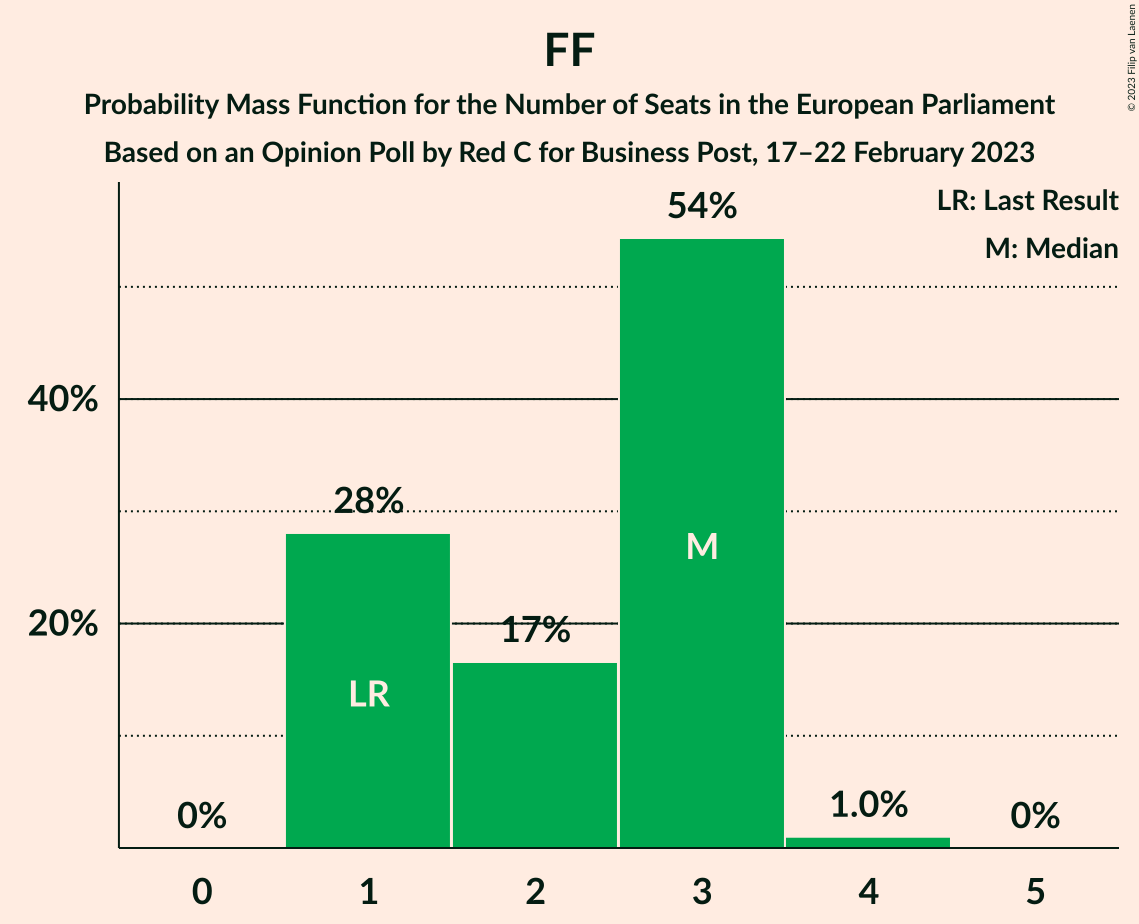 FF
Probability Mass Function for the Number of Seats in the European Parliament
Based on an Opinion Poll by Red C for Business Post, 17–22 February 2023
© 2023 Filip van Laenen
LR: Last Result
M: Median
54%
40%
28%
M
20%
17%
LR
0%
1.0%
0%
0 1 2 3 4 5